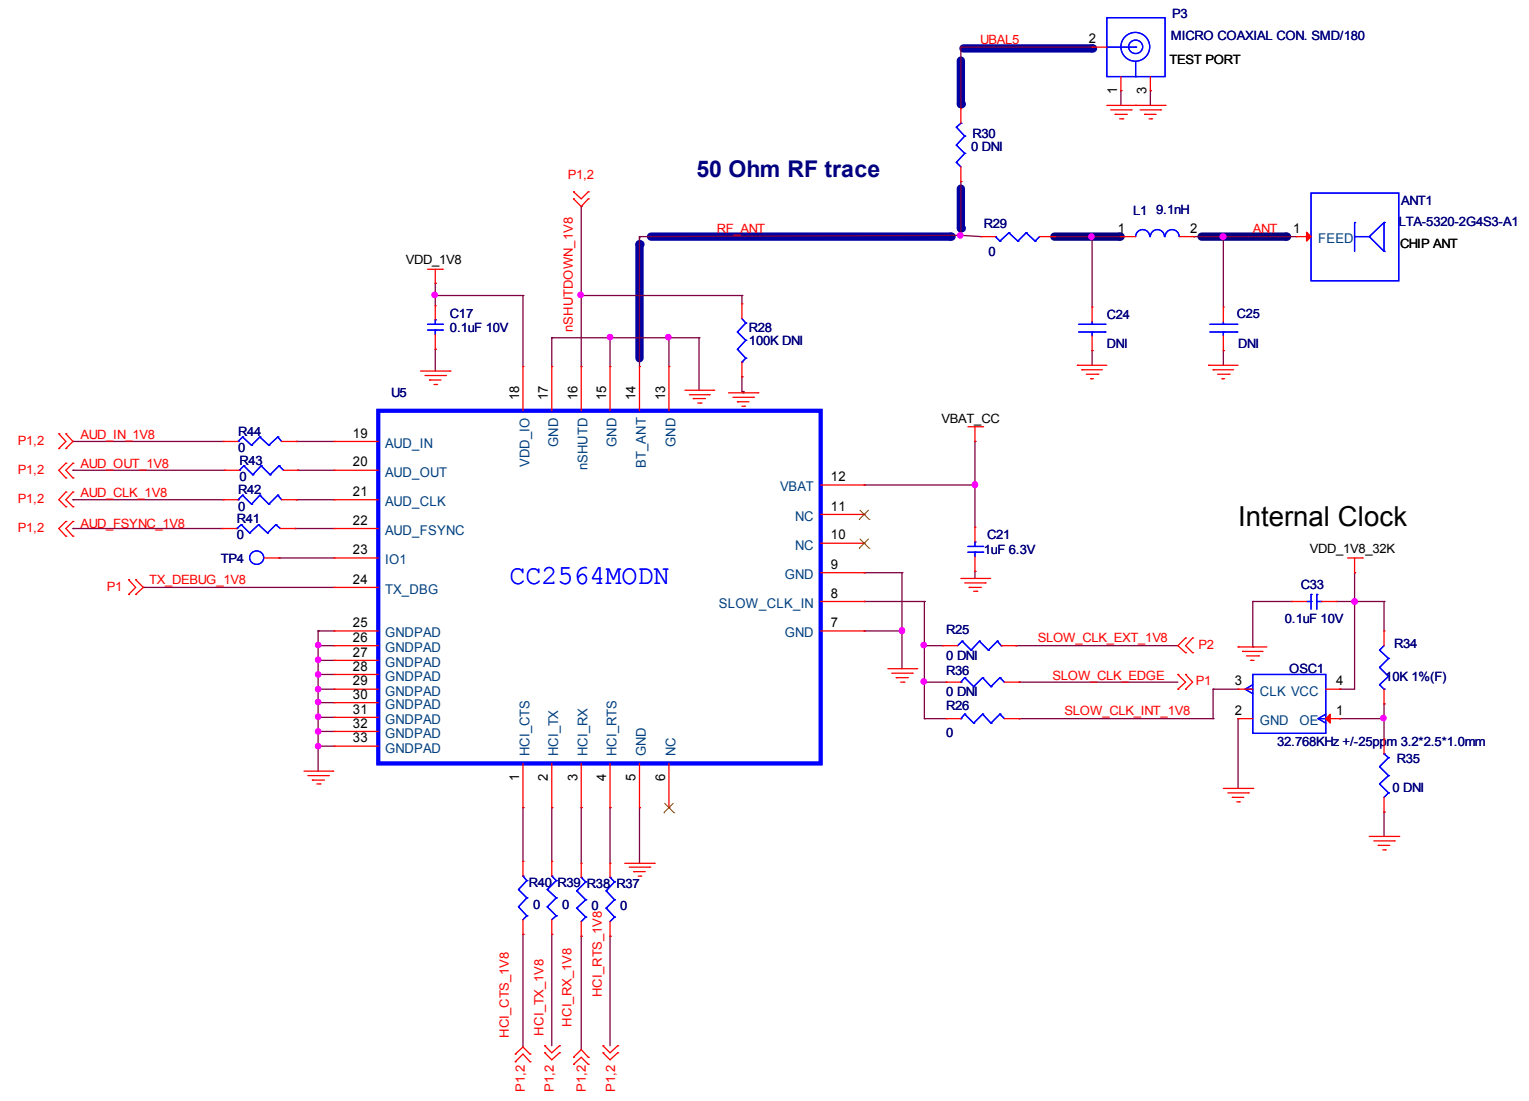 P3
MICRO COAXIAL CON. SMD/180
TEST PORT
UBAL5
2
1
3
R30
0 DNI
50 Ohm RF trace
P1,2
nSHUTDOWN_1V8
RF_ANT
R29
0
L1 9.1nH
1
2
ANT
1
ANT1
LTA-5320-2G4S3-A1
CHIP ANT
FEED
VDD_1V8
C17
0.1uF 10V
R28
100K DNI
C24
DNI
C25
DNI
U5
18
17
16
15
14
13
VDD_IO
GND
nSHUTD
GND
BT_ANT
GND
P1,2
AUD_IN_1V8
R44
0
19
AUD_IN
P1,2
AUD_OUT_1V8
R43
0
20
AUD_OUT
P1,2
AUD_CLK_1V8
R42
0
21
AUD_CLK
P1,2
AUD_FSYNC_1V8
R41
0
22
AUD_FSYNC
TP4
23
IO1
P1
TX_DEBUG_1V8
24
TX_DBG
25
GNDPAD
26
GNDPAD
27
GNDPAD
28
GNDPAD
29
GNDPAD
30
GNDPAD
31
GNDPAD
32
GNDPAD
33
GNDPAD
CC2564MODN
VBAT_CC
VBAT
12
NC
11
NC
10
GND
9
SLOW_CLK_IN
8
GND
7
C21
1uF 6.3V
R25
0 DNI
SLOW_CLK_EXT_1V8
P2
R36
0 DNI
SLOW_CLK_EDGE
P1
R26
0
SLOW_CLK_INT_1V8
Internal Clock
VDD_1V8_32K
C33
0.1uF 10V
R34
10K 1%(F)
OSC1
3
CLK
VCC
4
2
GND
OE
1
32.768KHz +/-25ppm 3.2*2.5*1.0mm
R35
0 DNI
HCI_CTS
HCI_TX
HCI_RX
HCI_RTS
GND
NC
1
2
3
4
5
6
R40
0
R39
0
R38
0
R37
0
HCI_CTS_1V8
HCI_TX_1V8
HCI_RX_1V8
HCI_RTS_1V8
P1,2
P1,2
P1,2
P1,2